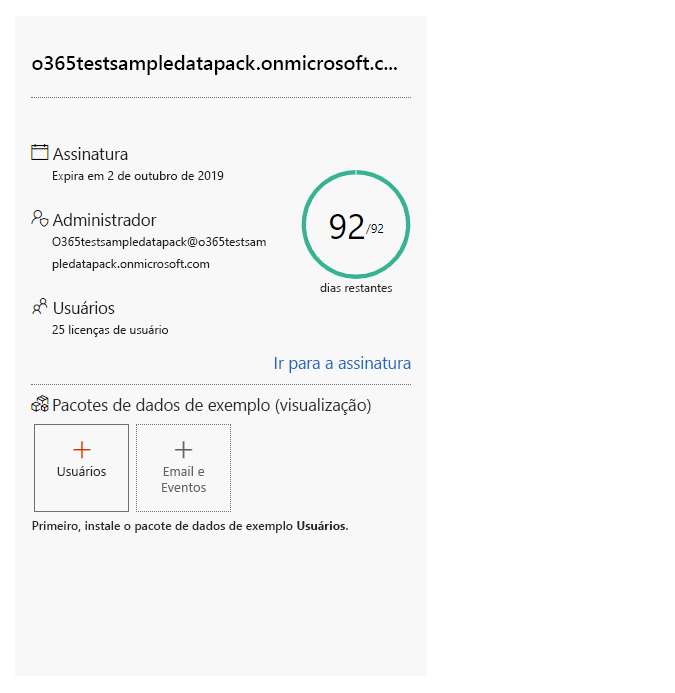 o365testsampledatapack.onmicrosoft.c...
Assinatura
Expira em 2 de outubro de 2019
Administrador
O365testsampledatapack@o365testsam
pledatapack.onmicrosoft.com
92/92
dias restantes
Usuários
25 licenças de usuário
Ir para a assinatura
Pacotes de dados de exemplo (visualização)
Usuários
Email e
Eventos
Primeiro, instale o pacote de dados de exemplo Usuários.